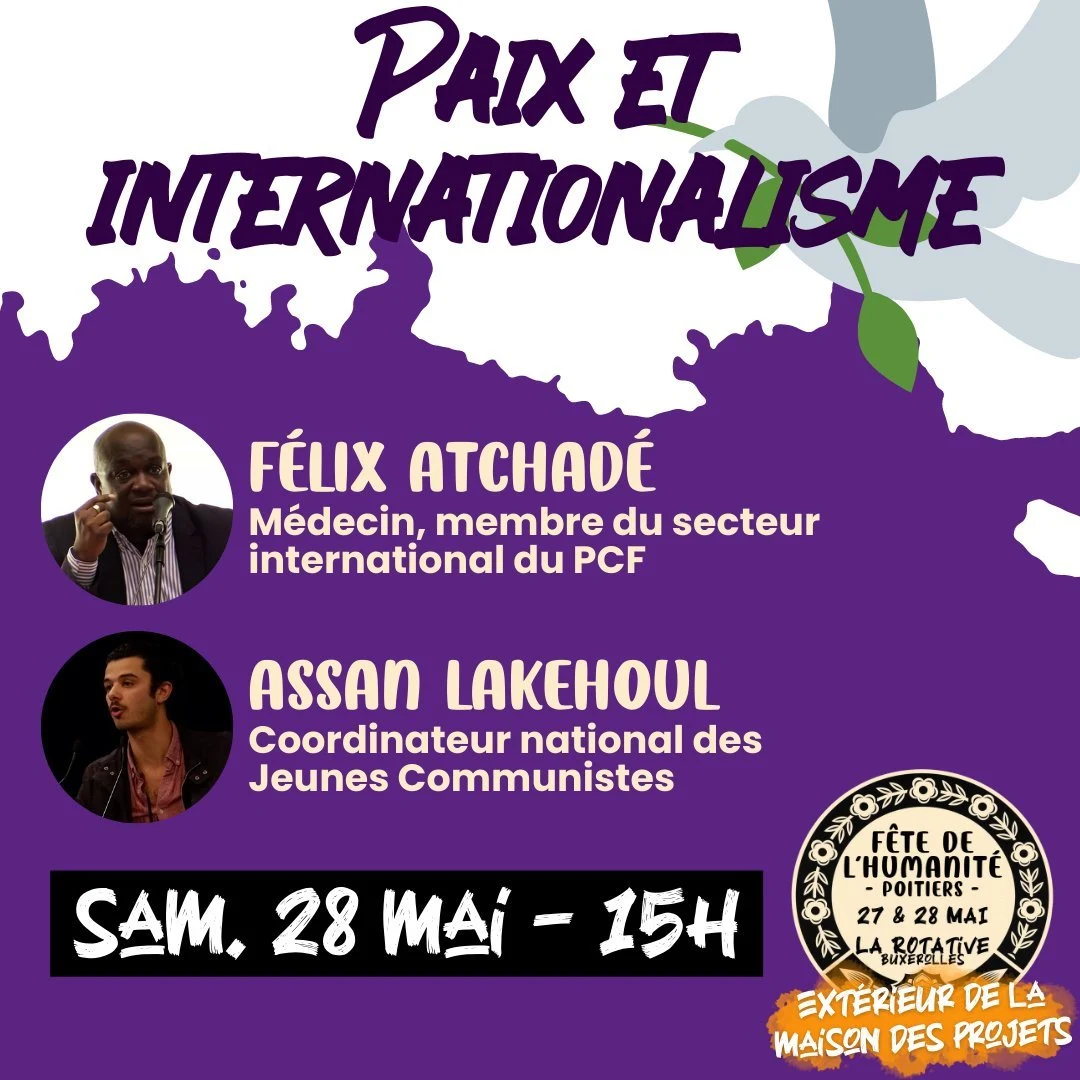 PAIX ET
INTERNATIONALISME
FÉLIX ATCHADÉ
Médecin, membre du secteur
international du PCF
ASSAN LAKEHOUL
Coordinateur national des
Jeunes Communistes
SAM. 28 MAI - 15H
FÊTE DE
L'HUMANITÉ
- POITIERS -
27 & 28 MAI
LA ROTATIVE
BUXEROLLES
EXTÉRIEUR DE LA
MAISON DES PROJETS